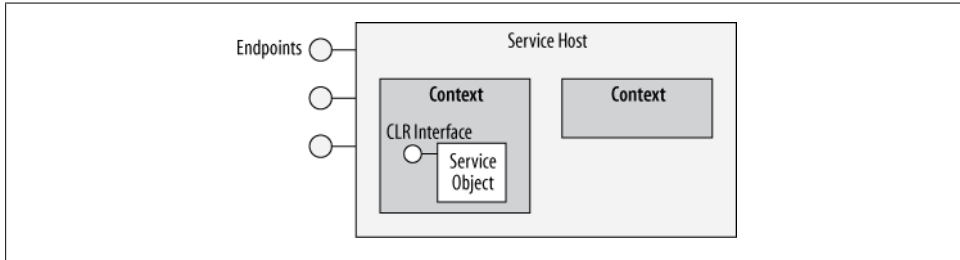 Service Host
Endpoints
Context
Context
CLR Interface
Service
Object